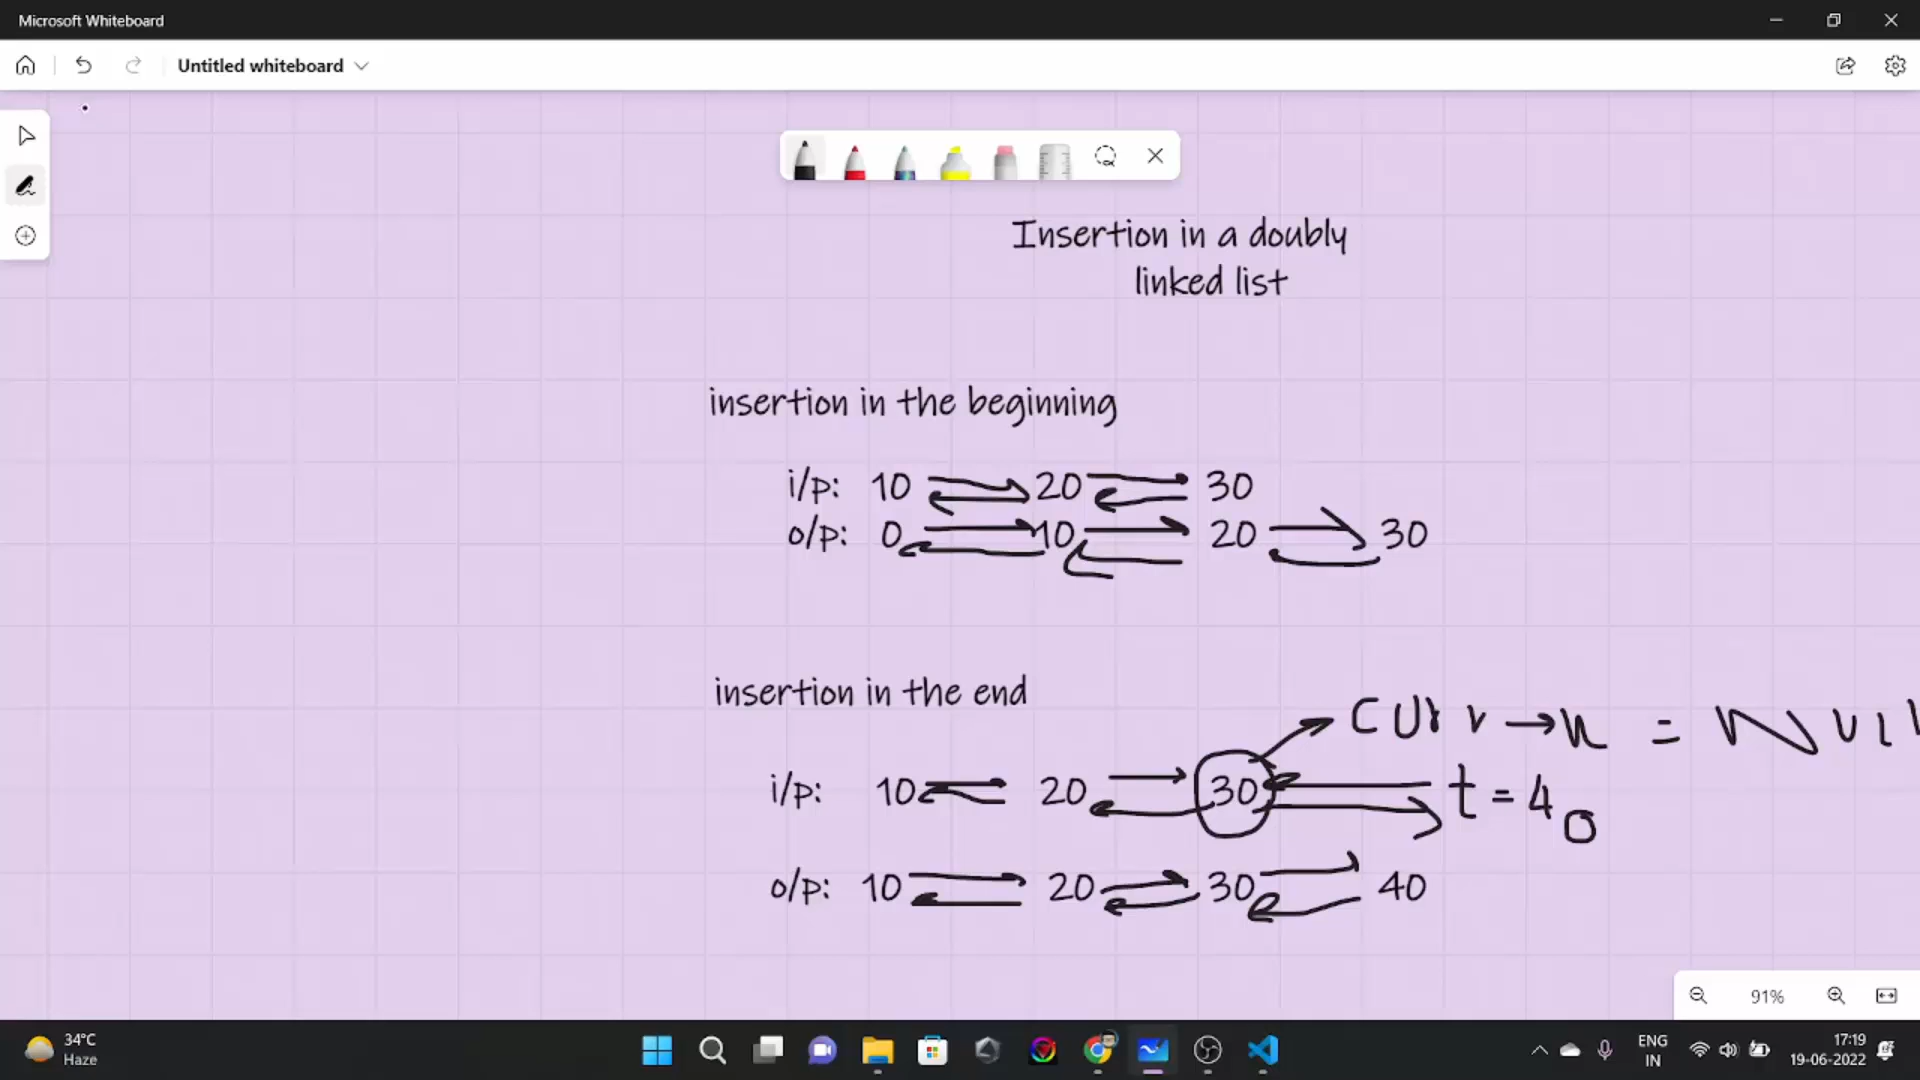 Microsoft Whiteboard
Untitled whiteboard
Insertion in a doubly
linked list
insertion in the beginning
i/p: 10 20 30
o/p: 0 10 20 30
insertion in the end
curr → n = NULL
i/p: 10 20 30 t = 40
o/p: 10 20 30 40
91%
34°C
Haze
ENG
IN
17:19
19-06-2022